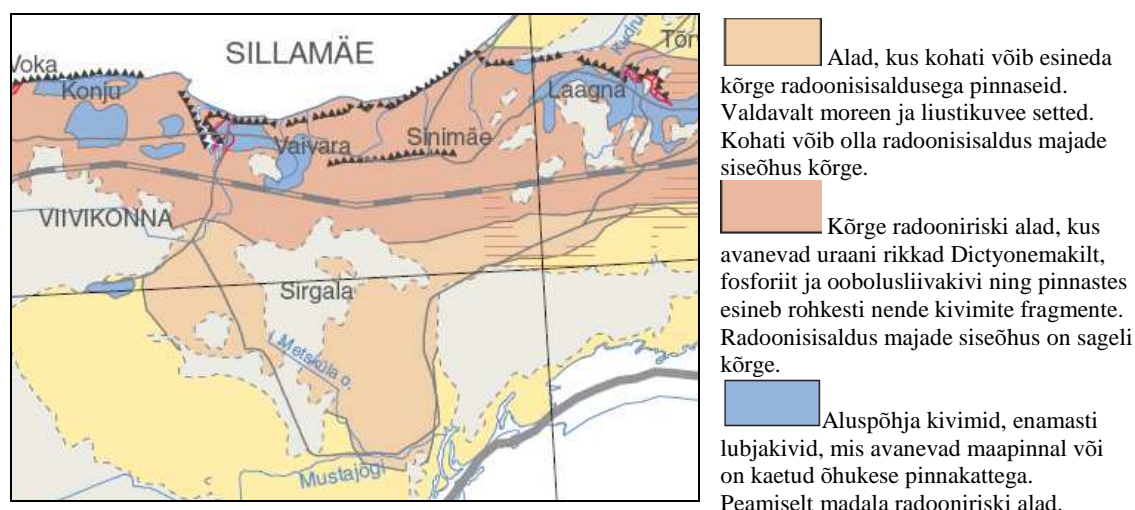 SILLAMÄE
Voka
Konju
Kudru
Tõr
Laagna
Vaivara
Sinimäe
VIIVIKONNA
Sirgala
Metsküla o.
Mustajõgi
Alad, kus kohati võib esineda
kõrge radoonisisaldusega pinnaseid.
Valdavalt moreen ja liustikuvee setted.
Kohati võib olla radoonisisaldus majade
siseõhus kõrge.
Kõrge radooniriski alad, kus
avanevad uraani rikkad Dictyonemakilt,
fosforiit ja oobolusliivakivi ning pinnastes
esineb rohkesti nende kivimite fragmente.
Radoonisisaldus majade siseõhus on sageli
kõrge.
Aluspõhja kivimid, enamasti
lubjakivid, mis avanevad maapinnal või
on kaetud õhukese pinnakattega.
Peamiselt madala radooniriski alad.